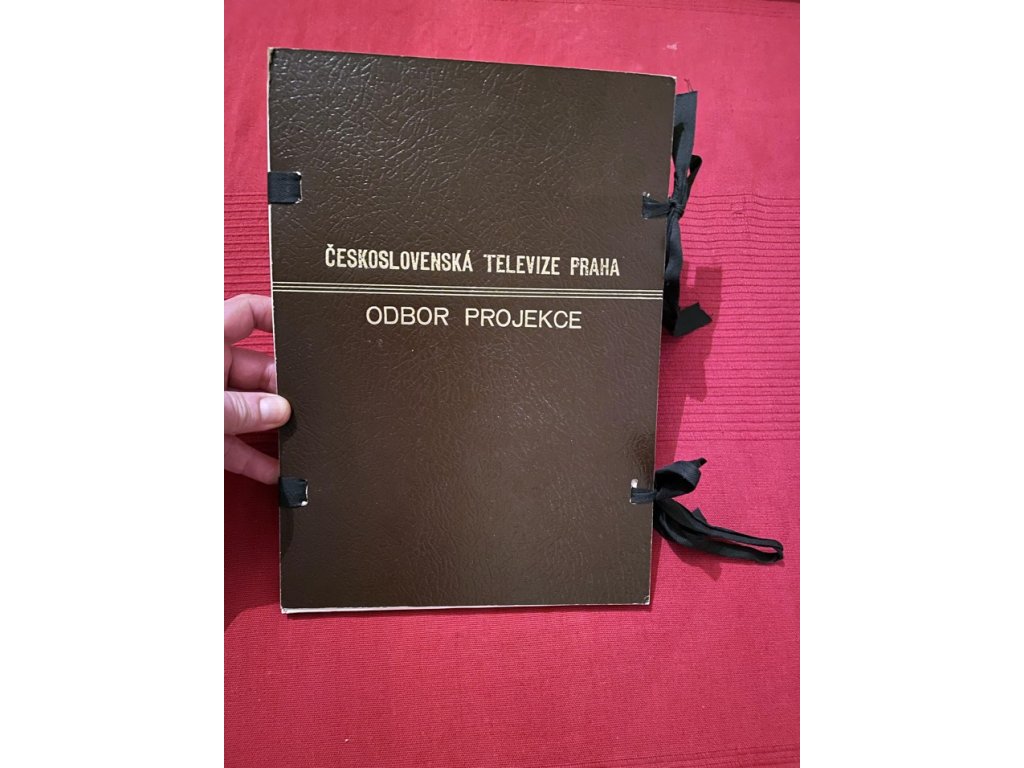 ČESKOSLOVENSKÁ TELEVIZE PRAHA
ODBOR PROJEKCE